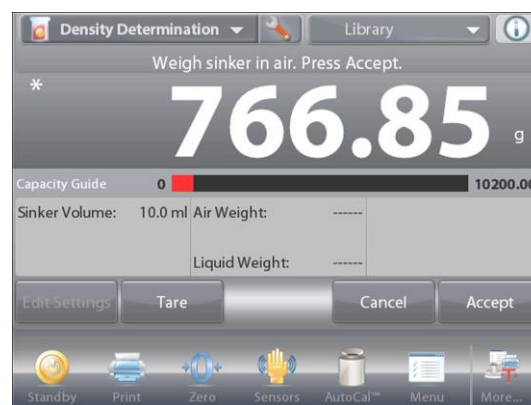 Density Determination Library
Weigh sinker in air. Press Accept.
* 766.85 g
Capacity Guide 0 10200.00
Sinker Volume: 10.0 ml Air Weight: ------
Liquid Weight: ------
Edit Settings Tare Cancel Accept
Standby Print Zero Sensors AutoCal™ Menu More...